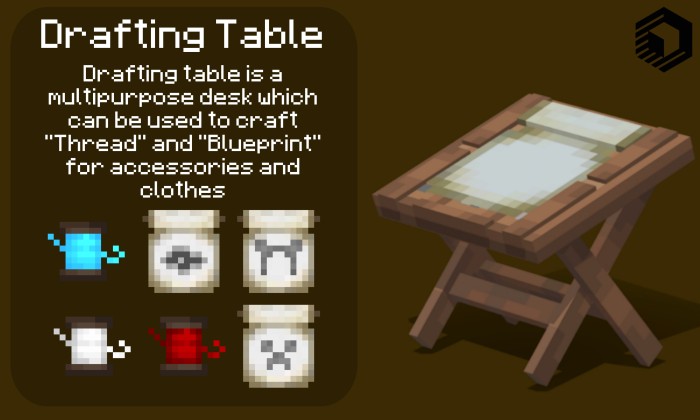 Drafting Table
Drafting table is a
multipurpose desk which
can be used to craft
"Thread" and "Blueprint"
for accessories and
clothes